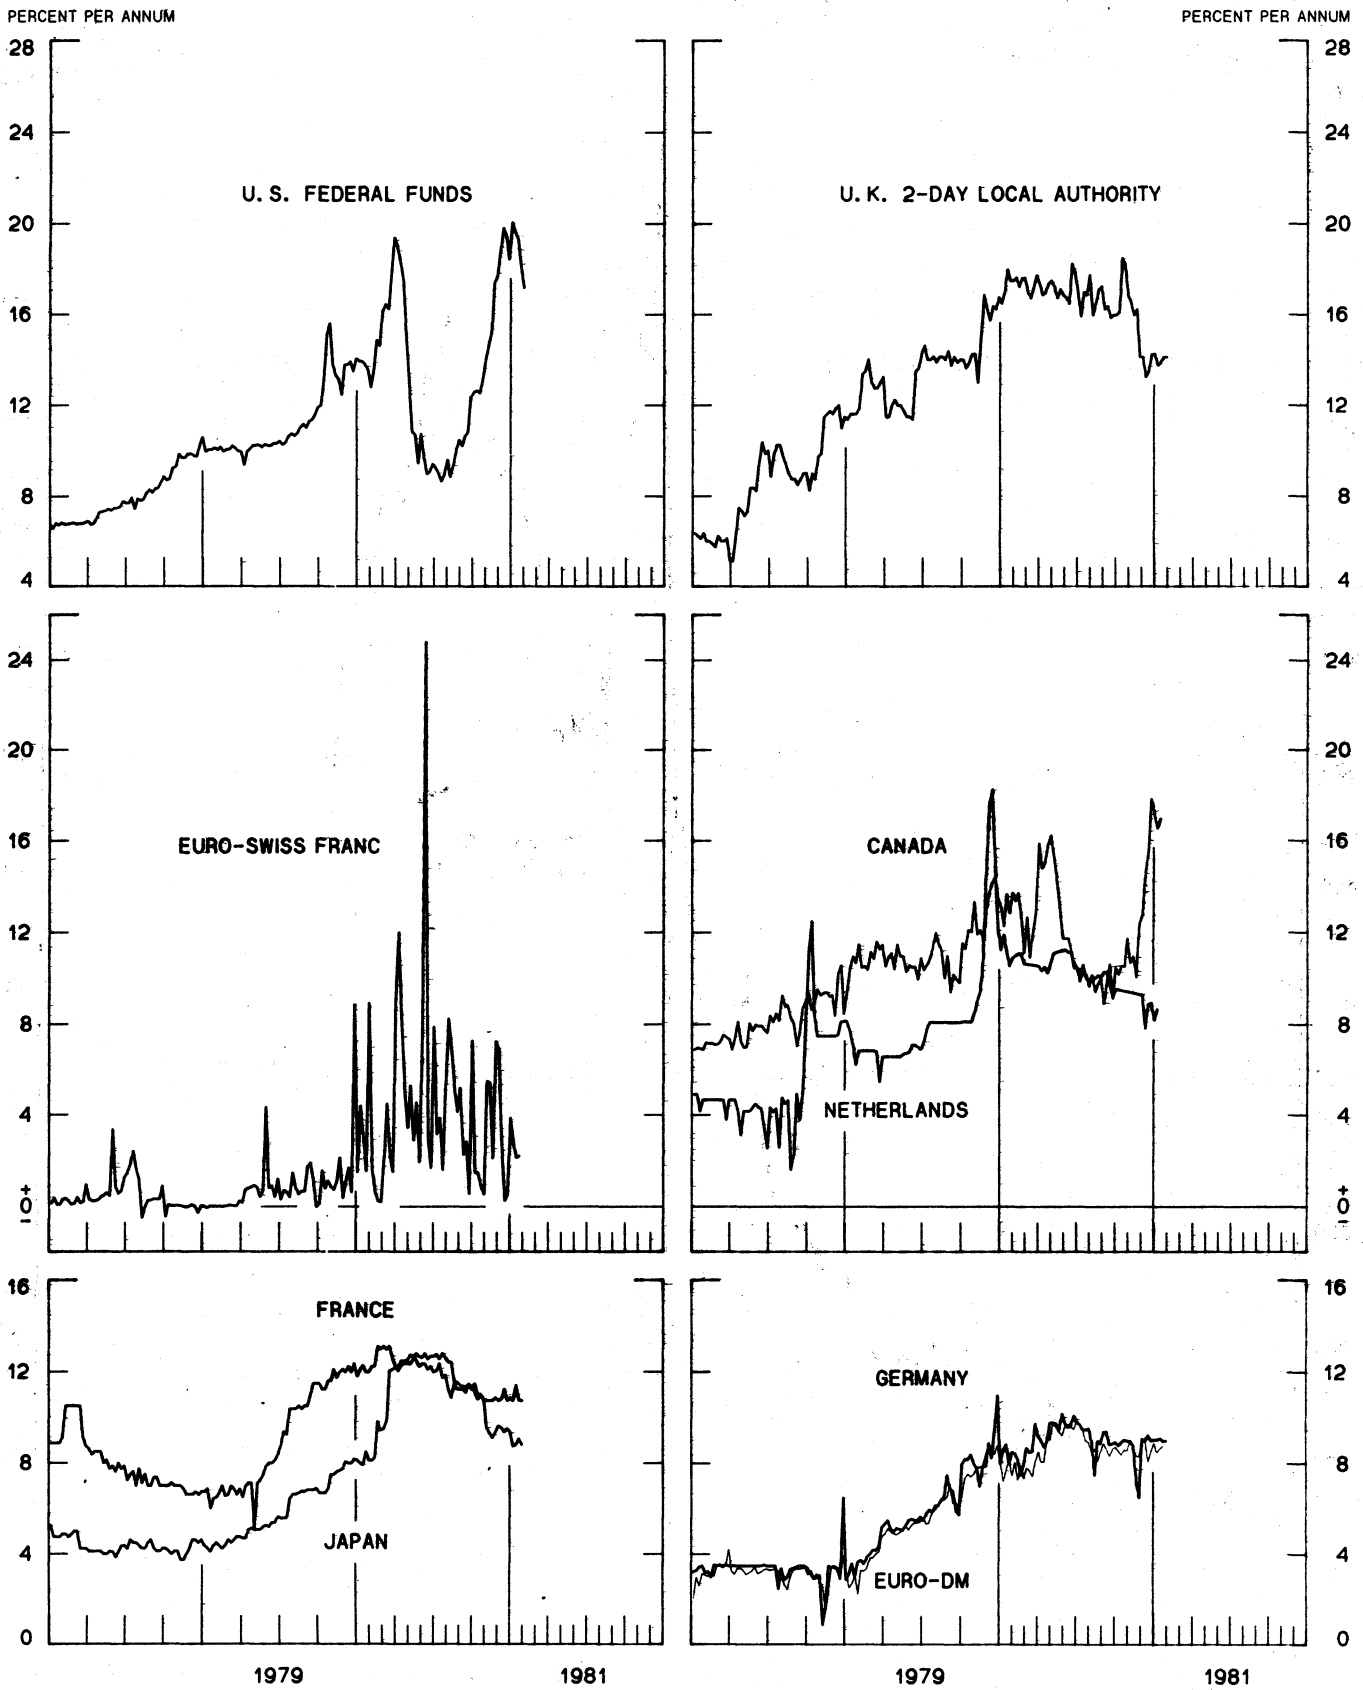 PERCENT PER ANNUM PERCENT PER ANNUM
28 28
24 24
U. S. FEDERAL FUNDS U. K. 2-DAY LOCAL AUTHORITY
20 20
16 16
12 12
8 8
4 4
24 24
20 20
16 16
EURO-SWISS FRANC CANADA
12 12
8 8
4 4
NETHERLANDS
+ +
0 0
− −
16 16
FRANCE
12 12
GERMANY
8 8
4 4
JAPAN
EURO-DM
0 0
1979 1981 1979 1981